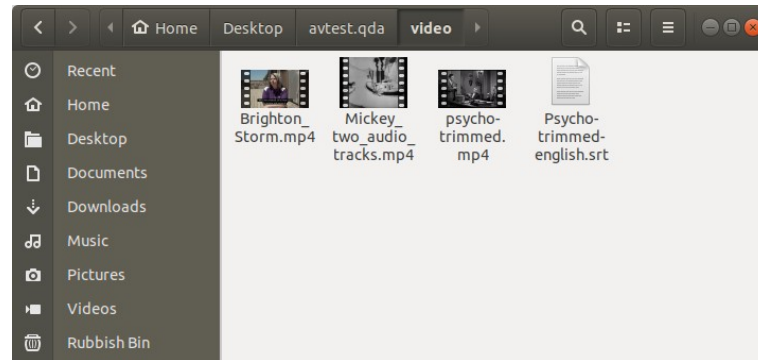 Home Desktop avtest.qda video
Recent
Home
Desktop
Documents
Downloads
Music
Pictures
Videos
Rubbish Bin
Brighton_
Storm.mp4
Mickey_
two_audio_
tracks.mp4
psycho-
trimmed.
mp4
Psycho-
trimmed-
english.srt